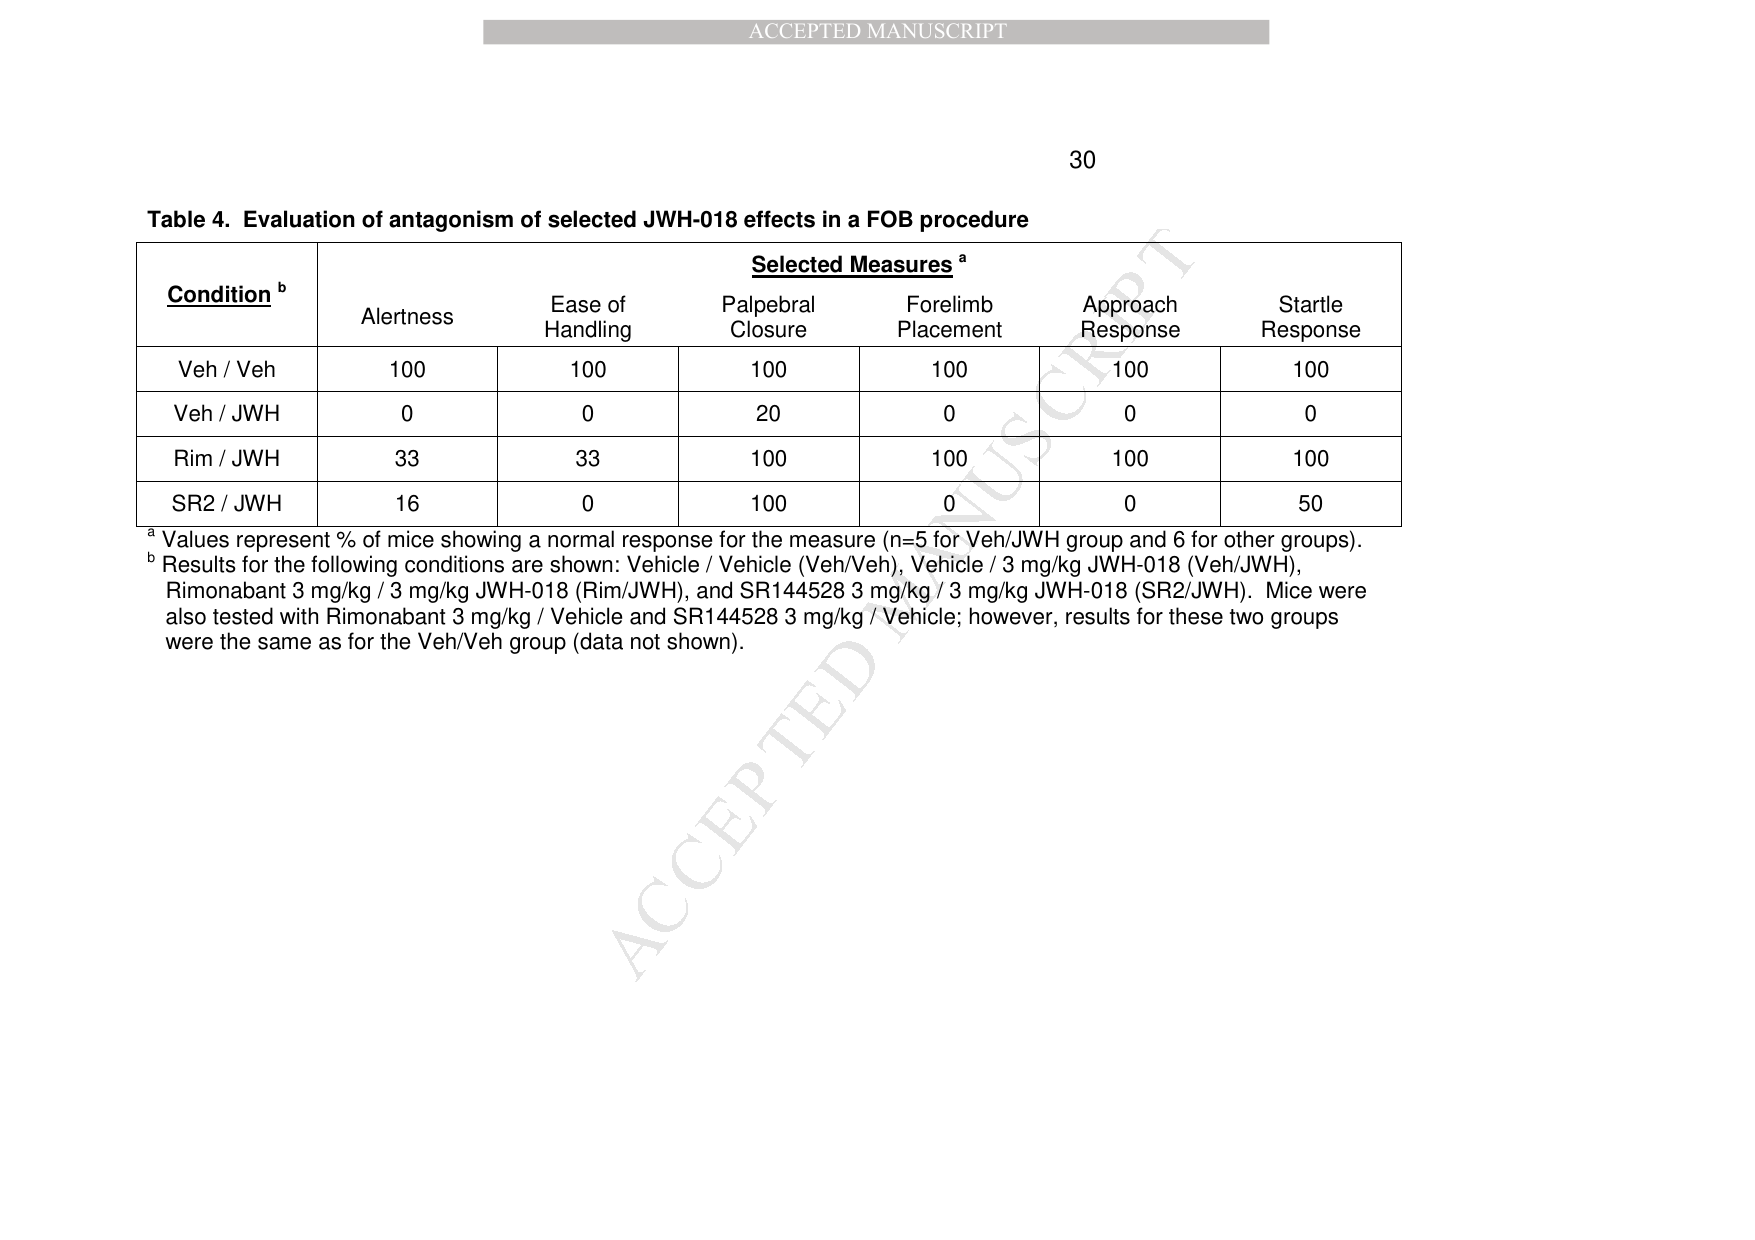 ACCEPTED MANUSCRIPT
30
Table 4.  Evaluation of antagonism of selected JWH-018 effects in a FOB procedure
Condition b
Selected Measures a
Alertness
Ease of
Handling
Palpebral
Closure
Forelimb
Placement
Approach
Response
Startle
Response
Veh / Veh 100 100 100 100 100 100
Veh / JWH 0 0 20 0 0 0
Rim / JWH 33 33 100 100 100 100
SR2 / JWH 16 0 100 0 0 50
a Values represent % of mice showing a normal response for the measure (n=5 for Veh/JWH group and 6 for other groups).
b Results for the following conditions are shown: Vehicle / Vehicle (Veh/Veh), Vehicle / 3 mg/kg JWH-018 (Veh/JWH),
Rimonabant 3 mg/kg / 3 mg/kg JWH-018 (Rim/JWH), and SR144528 3 mg/kg / 3 mg/kg JWH-018 (SR2/JWH).  Mice were
also tested with Rimonabant 3 mg/kg / Vehicle and SR144528 3 mg/kg / Vehicle; however, results for these two groups
were the same as for the Veh/Veh group (data not shown).
ACCEPTED MANUSCRIPT